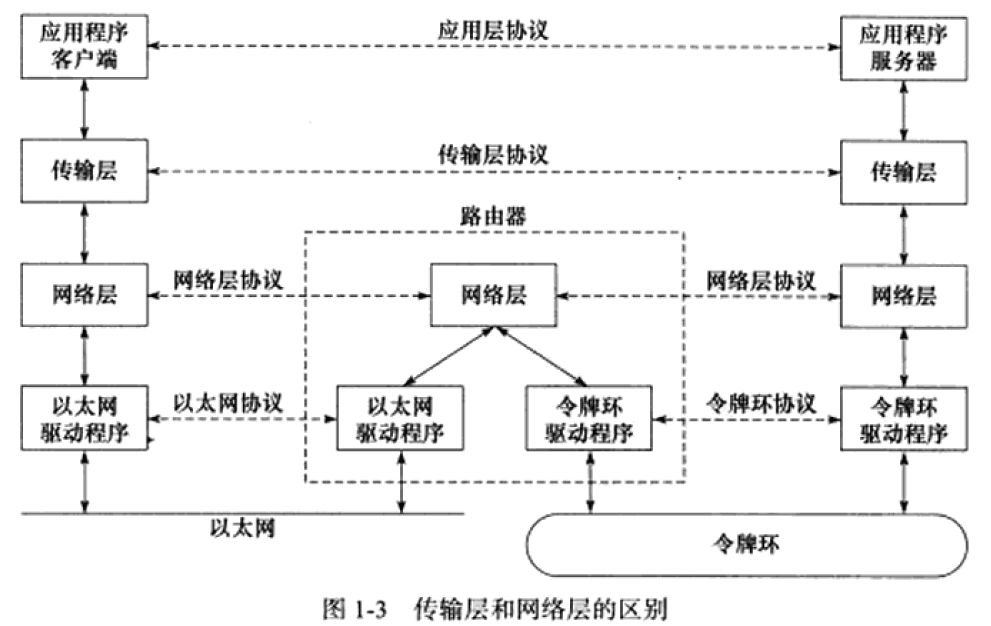 应用程序
客户端
应用层协议
应用程序
服务器
传输层
传输层协议
传输层
路由器
网络层
网络层协议
网络层
网络层协议
网络层
以太网
驱动程序
以太网协议
以太网
驱动程序
令牌环
驱动程序
令牌环协议
令牌环
驱动程序
以太网
令牌环
图 1-3 传输层和网络层的区别